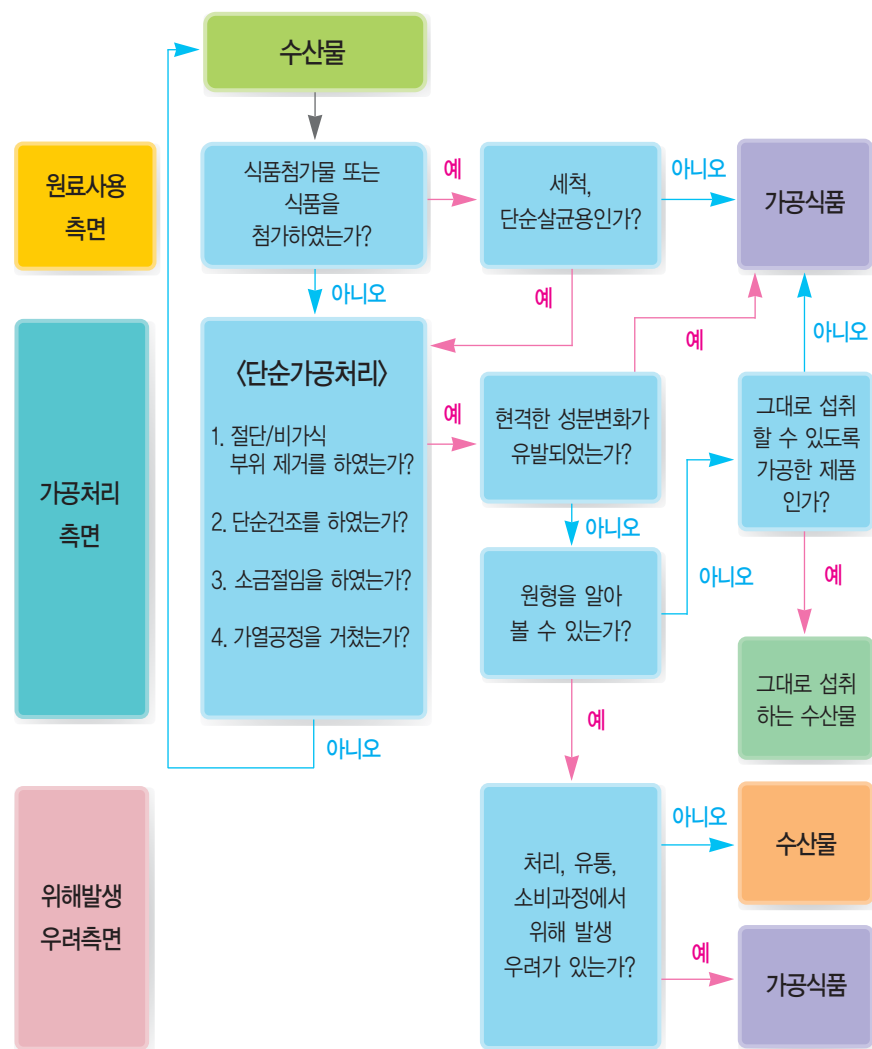 수산물
원료사용
측면
식품첨가물 또는
식품을
첨가하였는가?
예
세척,
단순살균용인가?
아니오
가공식품
아니오
예
예
아니오
가공처리
측면
〈단순가공처리〉
1. 절단/비가식
부위 제거를 하였는가?
2. 단순건조를 하였는가?
3. 소금절임을 하였는가?
4. 가열공정을 거쳤는가?
예
현격한 성분변화가
유발되었는가?
그대로 섭취
할 수 있도록
가공한 제품
인가?
아니오
원형을 알아
볼 수 있는가?
아니오
예
그대로 섭취
하는 수산물
예
아니오
위해발생
우려측면
처리, 유통,
소비과정에서
위해 발생
우려가 있는가?
아니오
수산물
예
가공식품